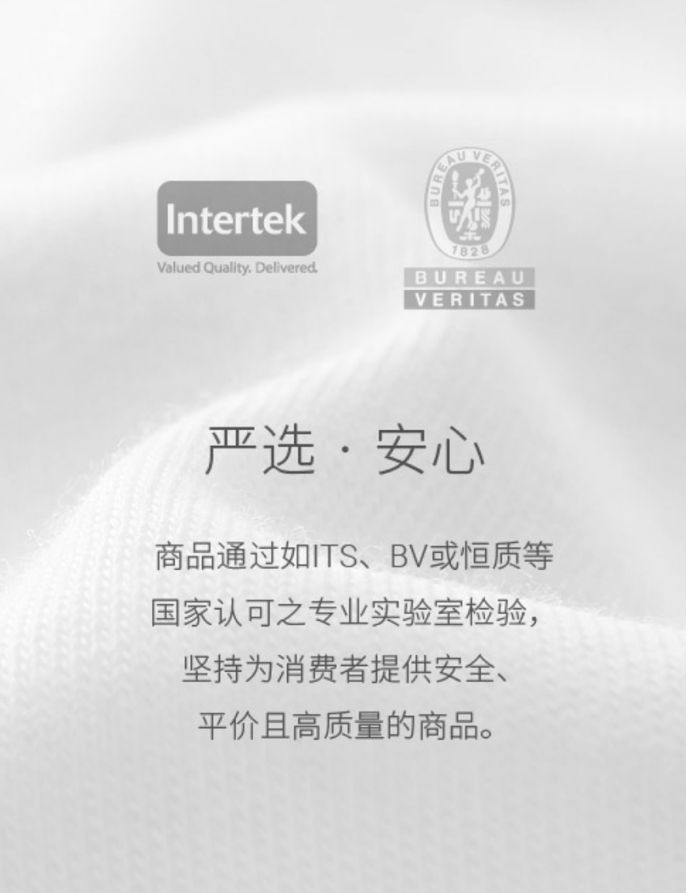 Intertek
Valued Quality. Delivered.
BUREAU VERITAS
1828
BUREAU
VERITAS
严选·安心
商品通过如ITS、BV或恒质等
国家认可之专业实验室检验，
坚持为消费者提供安全、
平价且高质量的商品。